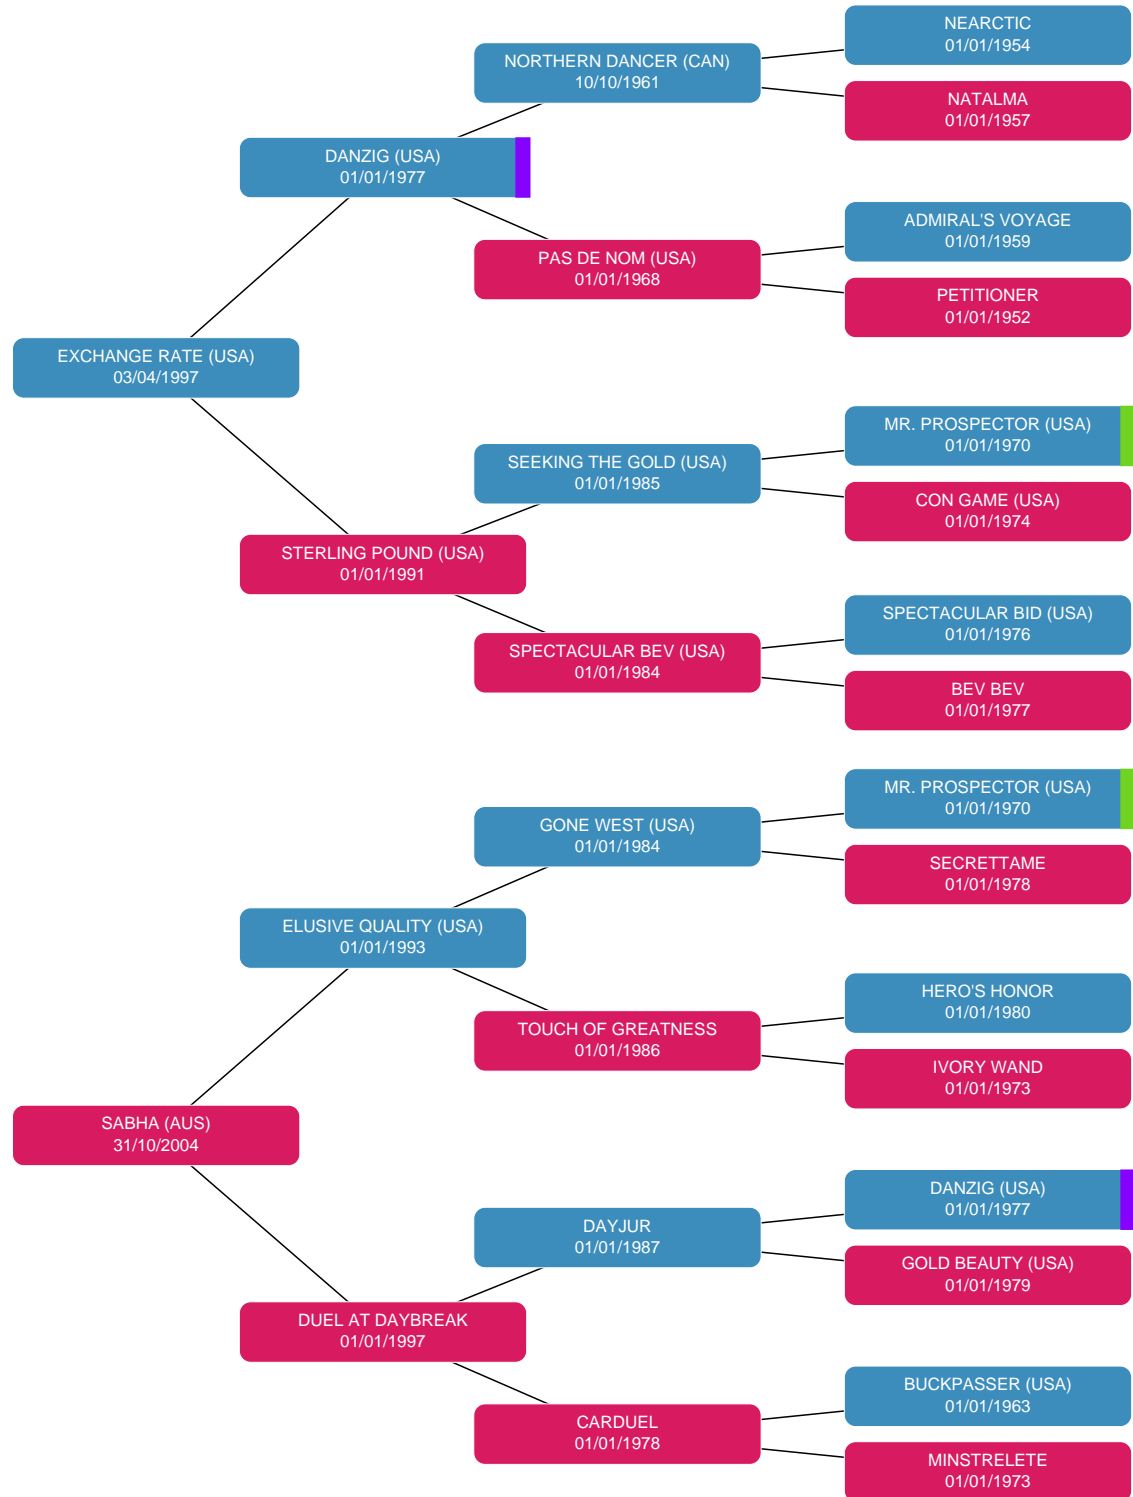 NEARCTIC
01/01/1954
NORTHERN DANCER (CAN)
10/10/1961
NATALMA
01/01/1957
DANZIG (USA)
01/01/1977
ADMIRAL'S VOYAGE
01/01/1959
PAS DE NOM (USA)
01/01/1968
PETITIONER
01/01/1952
EXCHANGE RATE (USA)
03/04/1997
MR. PROSPECTOR (USA)
01/01/1970
SEEKING THE GOLD (USA)
01/01/1985
CON GAME (USA)
01/01/1974
STERLING POUND (USA)
01/01/1991
SPECTACULAR BID (USA)
01/01/1976
SPECTACULAR BEV (USA)
01/01/1984
BEV BEV
01/01/1977
MR. PROSPECTOR (USA)
01/01/1970
GONE WEST (USA)
01/01/1984
SECRETTAME
01/01/1978
ELUSIVE QUALITY (USA)
01/01/1993
HERO'S HONOR
01/01/1980
TOUCH OF GREATNESS
01/01/1986
IVORY WAND
01/01/1973
SABHA (AUS)
31/10/2004
DANZIG (USA)
01/01/1977
DAYJUR
01/01/1987
GOLD BEAUTY (USA)
01/01/1979
DUEL AT DAYBREAK
01/01/1997
BUCKPASSER (USA)
01/01/1963
CARDUEL
01/01/1978
MINSTRELETE
01/01/1973